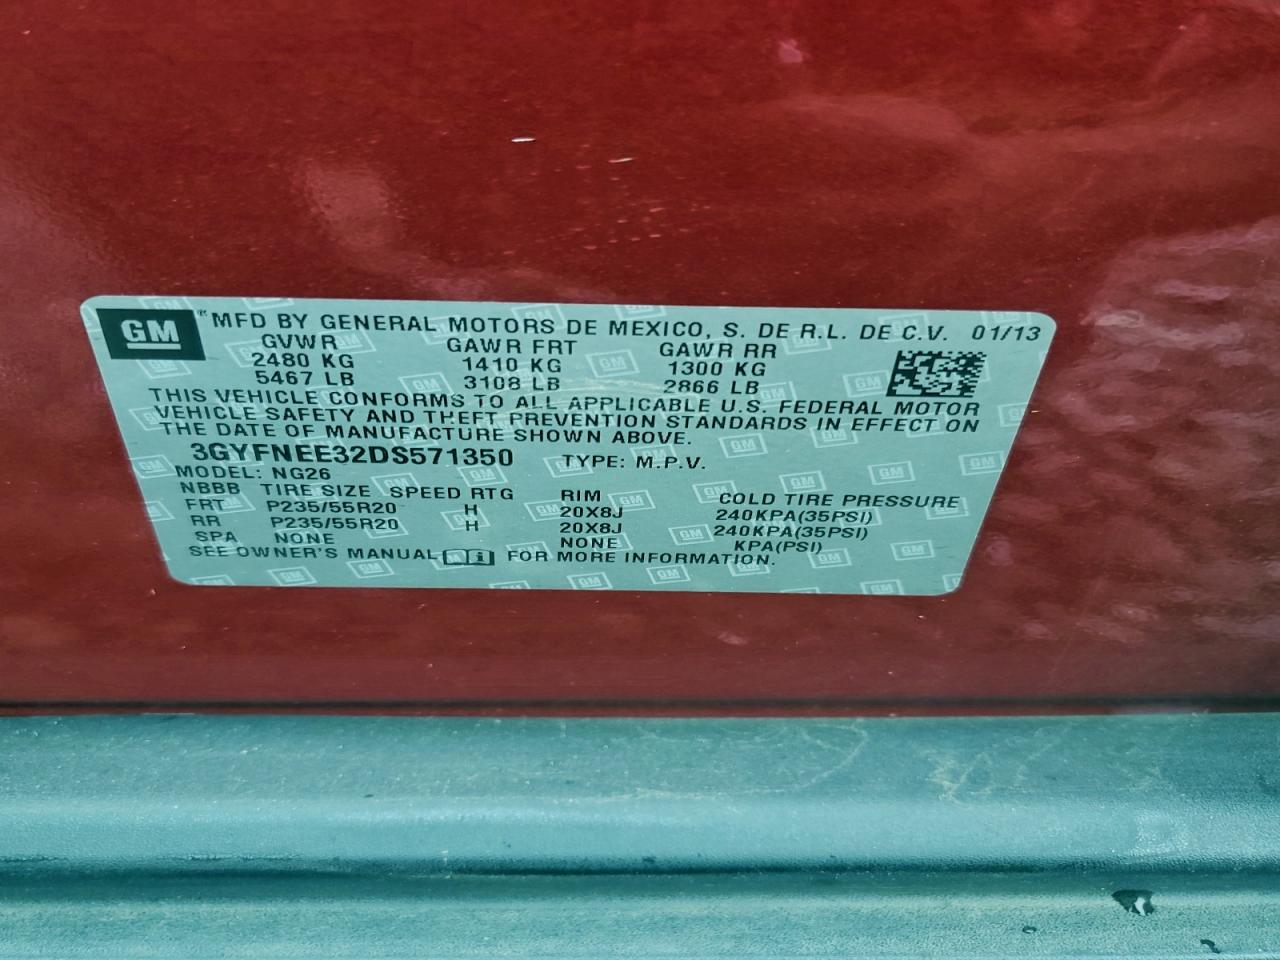 GM MFD BY GENERAL MOTORS DE MEXICO, S. DE R.L. DE C.V. 01/13
GVWR GAWR FRT GAWR RR
2480 KG 1410 KG 1300 KG
5467 LB 3108 LB 2866 LB
THIS VEHICLE CONFORMS TO ALL APPLICABLE U.S. FEDERAL MOTOR
VEHICLE SAFETY AND THEFT PREVENTION STANDARDS IN EFFECT ON
THE DATE OF MANUFACTURE SHOWN ABOVE.
3GYFNEE32DS571350 TYPE: M.P.V.
MODEL: NG26
NBBB TIRE SIZE SPEED RTG RIM COLD TIRE PRESSURE
FRT P235/55R20 H 20X8J 240KPA(35PSI)
RR P235/55R20 H 20X8J 240KPA(35PSI)
SPA NONE NONE KPA(PSI)
SEE OWNER'S MANUAL FOR MORE INFORMATION.